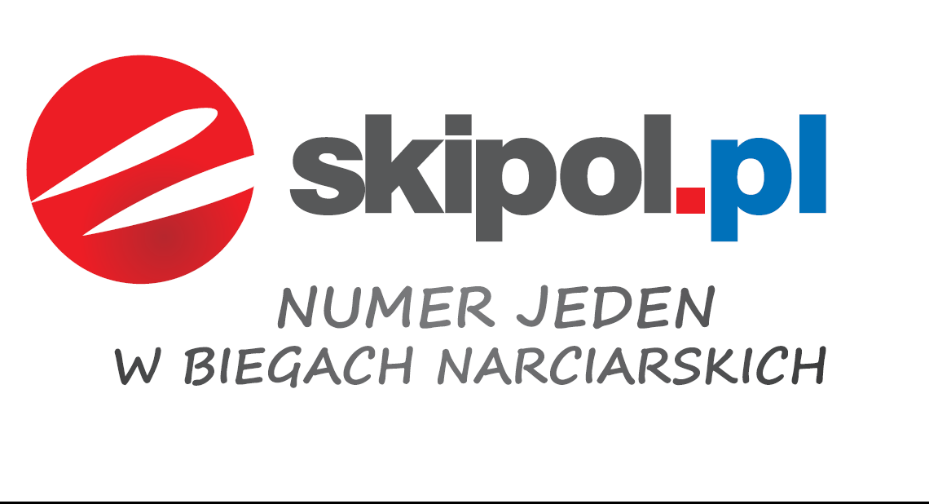 skipol.pl
NUMER JEDEN
W BIEGACH NARCIARSKICH